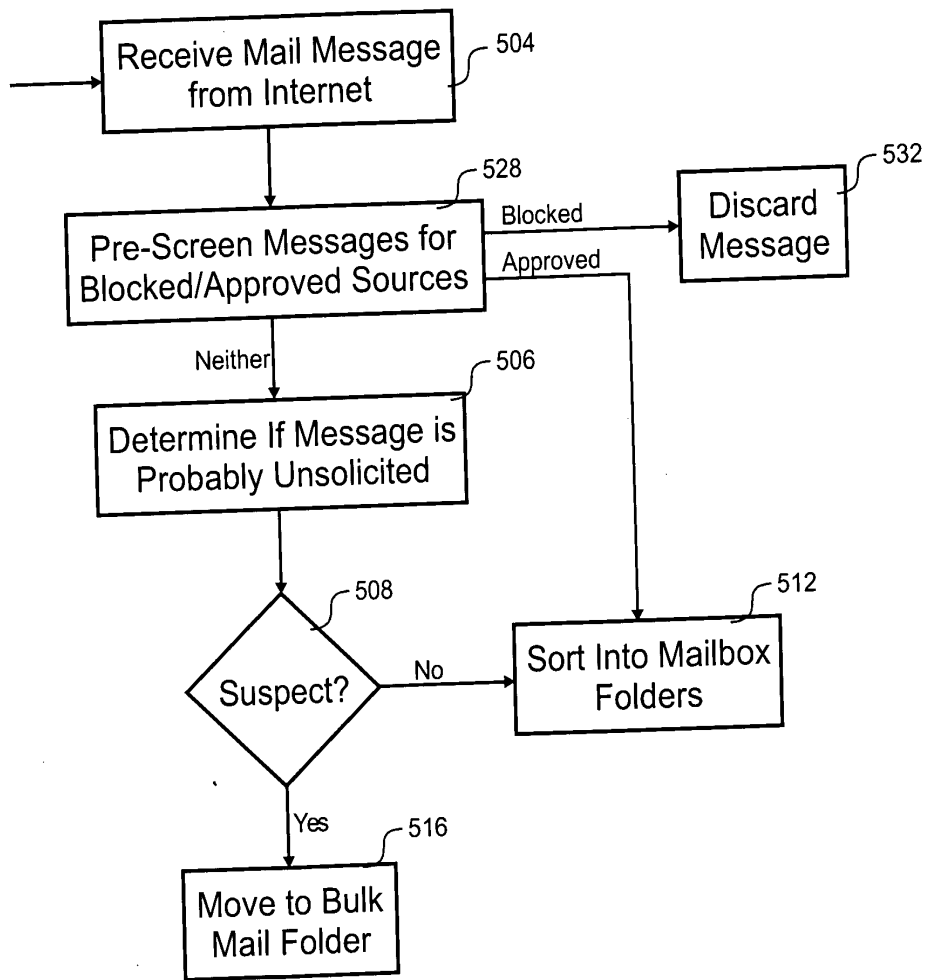 Receive Mail Message
from Internet
504
528
Pre-Screen Messages for
Blocked/Approved Sources
Blocked
Approved
532
Discard
Message
Neither
506
Determine If Message is
Probably Unsolicited
508
Suspect?
No
512
Sort Into Mailbox
Folders
Yes
516
Move to Bulk
Mail Folder